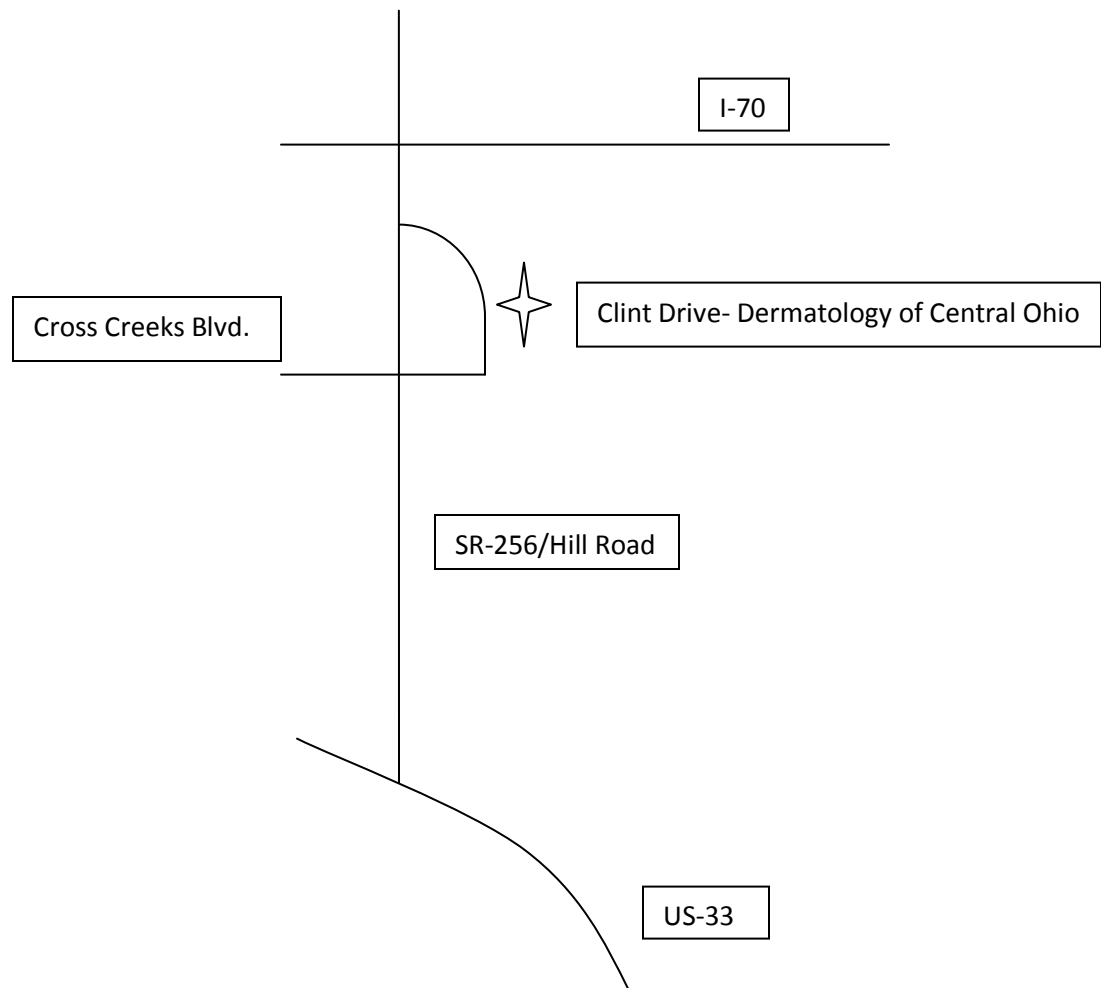 I-70
Cross Creeks Blvd.
Clint Drive- Dermatology of Central Ohio
SR-256/Hill Road
US-33